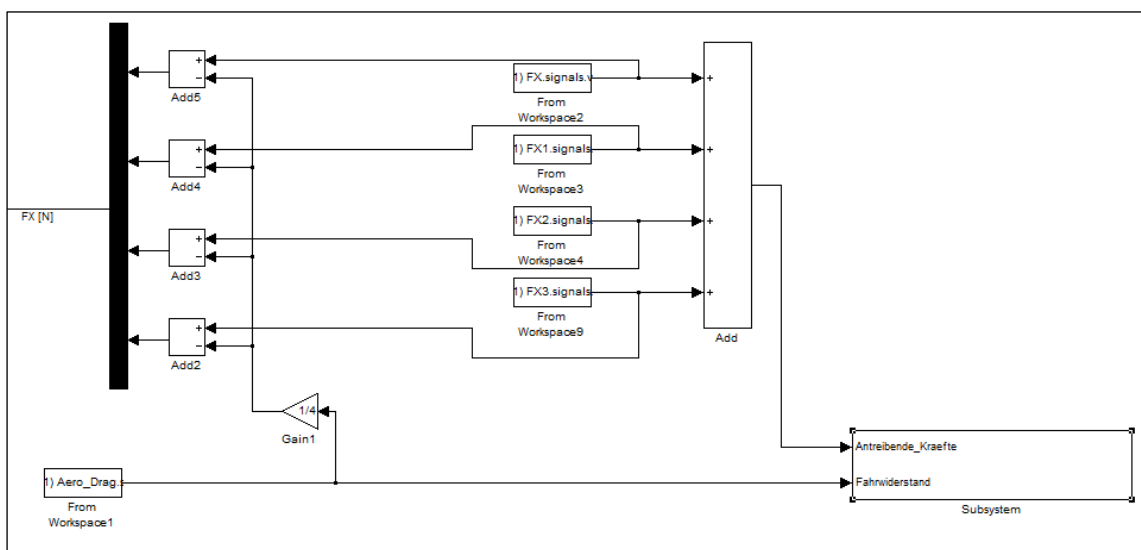 +
−
Add5
1) FX.signals.v
+
From
Workspace2
+
−
Add4
1) FX1.signals
+
From
Workspace3
FX [N]
1) FX2.signals
+
+
−
Add3
From
Workspace4
1) FX3.signals
+
From
Workspace9
+
−
Add2
Add
1/4
Gain1
Antreibende_Kraefte
1) Aero_Drag.s
Fahrwiderstand
From
Workspace1
Subsystem